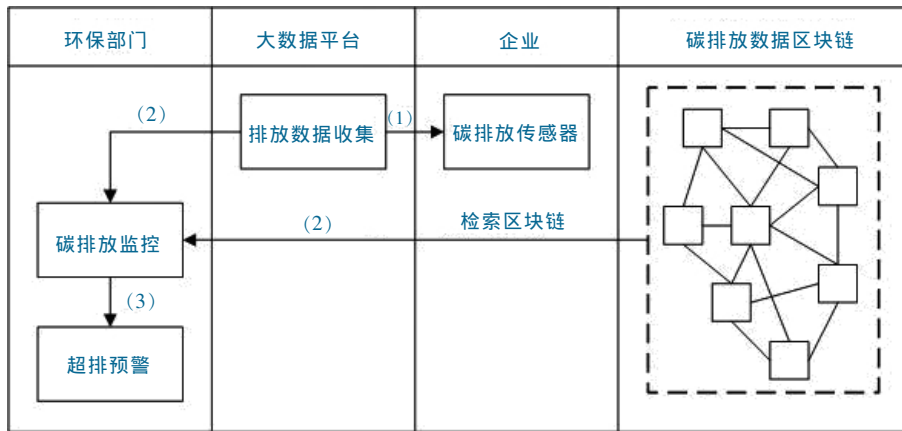 环保部门
大数据平台
企业
碳排放数据区块链
(2)
排放数据收集
(1)
碳排放传感器
碳排放监控
(2)
检索区块链
(3)
超排预警